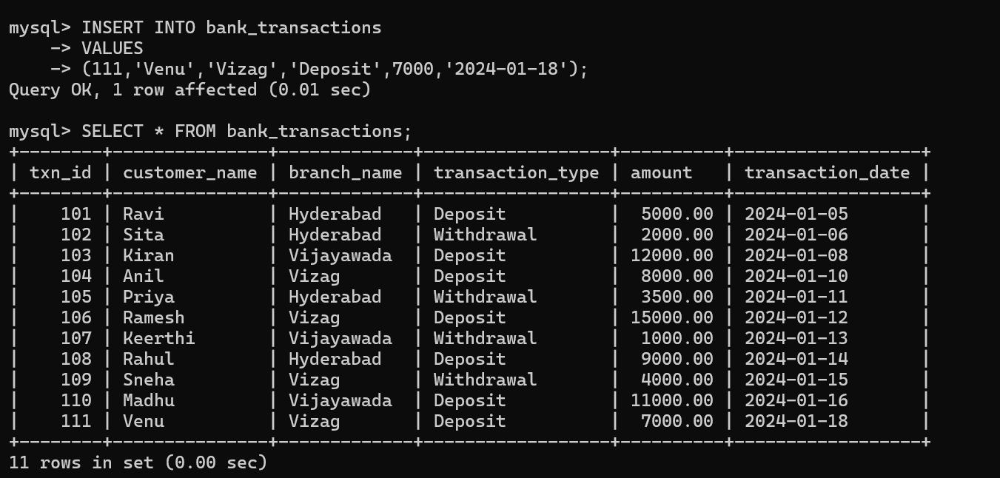 mysql> INSERT INTO bank_transactions
    -> VALUES
    -> (111,'Venu','Vizag','Deposit',7000,'2024-01-18');
Query OK, 1 row affected (0.01 sec)

mysql> SELECT * FROM bank_transactions;
+--------+---------------+-------------+------------------+----------+------------------+
| txn_id | customer_name | branch_name | transaction_type | amount   | transaction_date |
+--------+---------------+-------------+------------------+----------+------------------+
|    101 | Ravi          | Hyderabad   | Deposit          |  5000.00 | 2024-01-05       |
|    102 | Sita          | Hyderabad   | Withdrawal       |  2000.00 | 2024-01-06       |
|    103 | Kiran         | Vijayawada  | Deposit          | 12000.00 | 2024-01-08       |
|    104 | Anil          | Vizag       | Deposit          |  8000.00 | 2024-01-10       |
|    105 | Priya         | Hyderabad   | Withdrawal       |  3500.00 | 2024-01-11       |
|    106 | Ramesh        | Vizag       | Deposit          | 15000.00 | 2024-01-12       |
|    107 | Keerthi       | Vijayawada  | Withdrawal       |  1000.00 | 2024-01-13       |
|    108 | Rahul         | Hyderabad   | Deposit          |  9000.00 | 2024-01-14       |
|    109 | Sneha         | Vizag       | Withdrawal       |  4000.00 | 2024-01-15       |
|    110 | Madhu         | Vijayawada  | Deposit          | 11000.00 | 2024-01-16       |
|    111 | Venu          | Vizag       | Deposit          |  7000.00 | 2024-01-18       |
+--------+---------------+-------------+------------------+----------+------------------+
11 rows in set (0.00 sec)